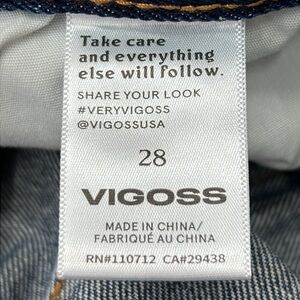 Take care
and everything
else will follow.
SHARE YOUR LOOK
#VERYVIGOSS
@VIGOSSUSA
28
VIGOSS
MADE IN CHINA/
FABRIQUÉ AU CHINA
RN#110712 CA#29438